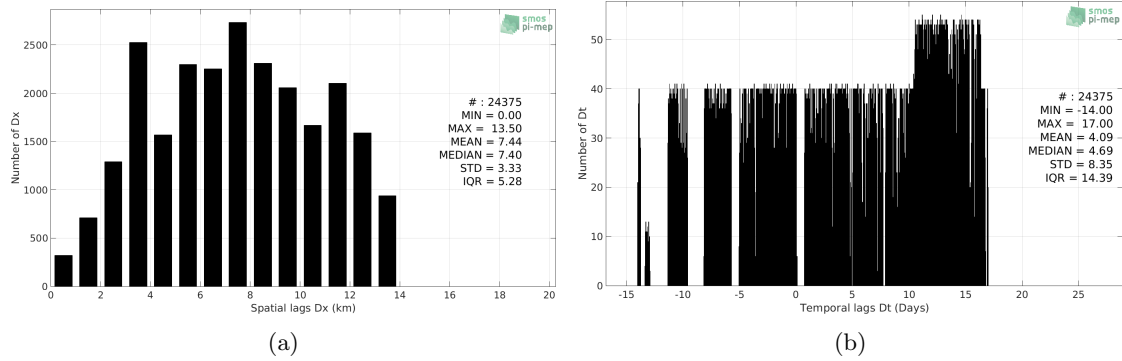 smos
pi-mep
2500
2000
1500
1000
500
0
Number of Dx
# : 24375
MIN = 0.00
MAX = 13.50
MEAN = 7.44
MEDIAN = 7.40
STD = 3.33
IQR = 5.28
0 2 4 6 8 10 12 14 16 18 20
Spatial lags Dx (km)
(a)
smos
pi-mep
50
40
30
20
10
0
Number of Dt
# : 24375
MIN = -14.00
MAX = 17.00
MEAN = 4.09
MEDIAN = 4.69
STD = 8.35
IQR = 14.39
-15 -10 -5 0 5 10 15 20 25
Temporal lags Dt (Days)
(b)